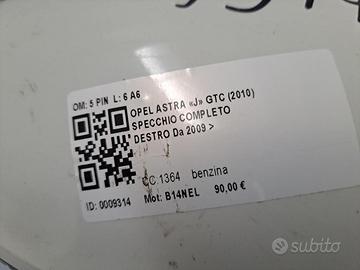 OM: 5 PIN L: 6 A6
OPEL ASTRA «J» GTC (2010)
SPECCHIO COMPLETO
DESTRO Da 2009 >
CC 1364 benzina
ID: 0009314 Mot: B14NEL 90,00 €
subito